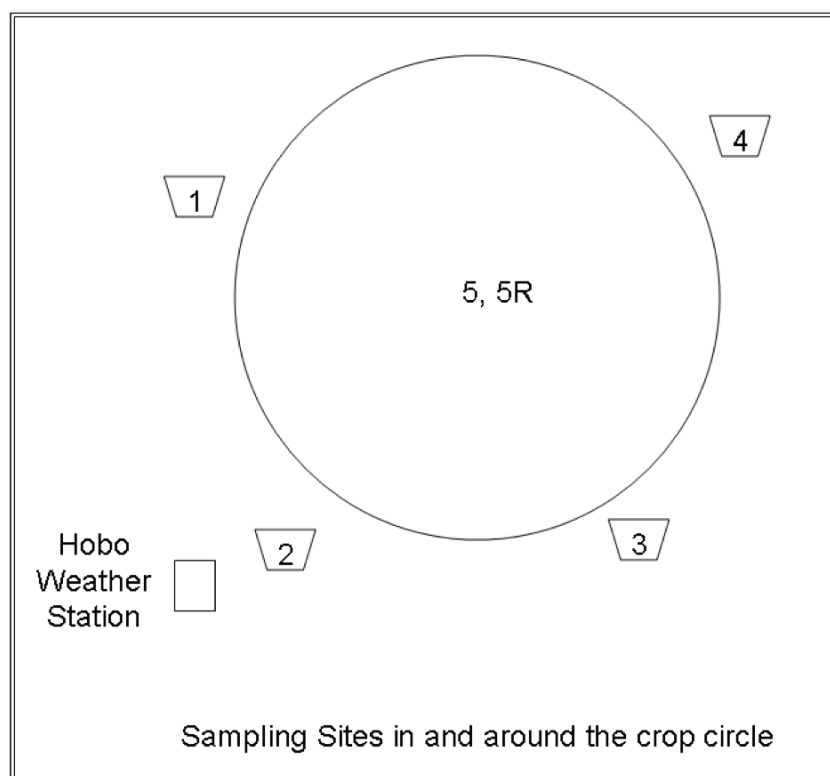 4
1
5, 5R
3
2
Hobo
Weather
Station
Sampling Sites in and around the crop circle